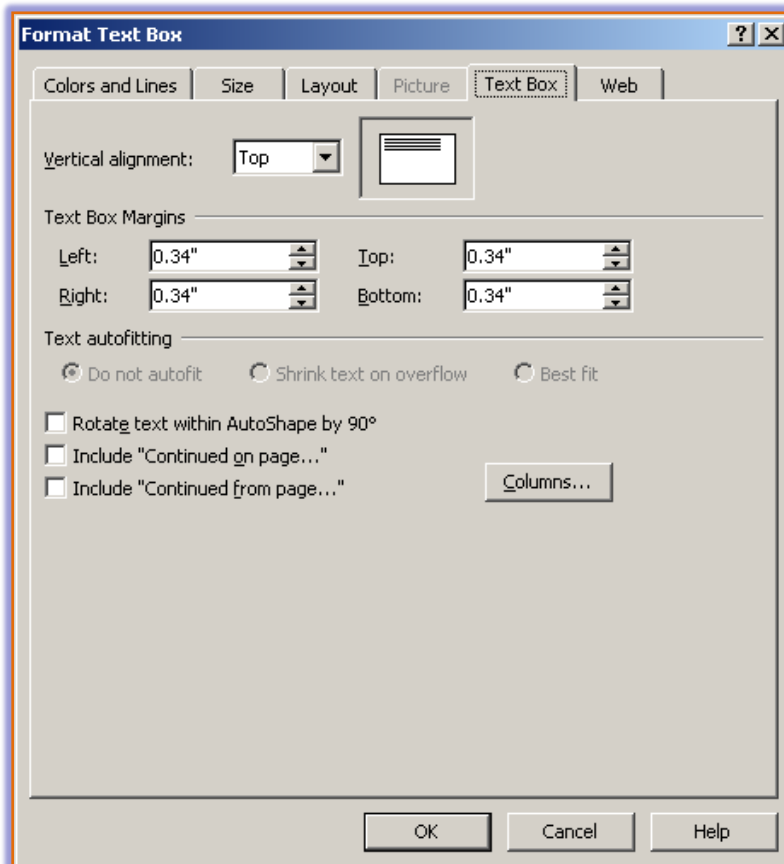 Format Text Box
Colors and Lines Size Layout Picture Text Box Web
Vertical alignment: Top
Text Box Margins
Left: 0.34" Top: 0.34"
Right: 0.34" Bottom: 0.34"
Text autofitting
Do not autofit Shrink text on overflow Best fit
Rotate text within AutoShape by 90°
Include "Continued on page..."
Include "Continued from page..." Columns...
OK Cancel Help